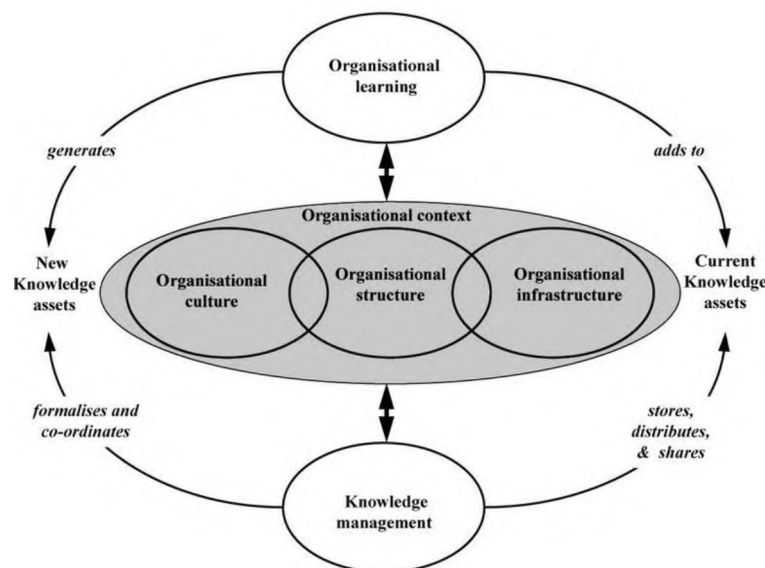 Organisational
learning
generates
adds to
Organisational context
New
Knowledge
assets
Organisational
culture
Organisational
structure
Organisational
infrastructure
Current
Knowledge
assets
formalises and
co-ordinates
stores,
distributes,
& shares
Knowledge
management